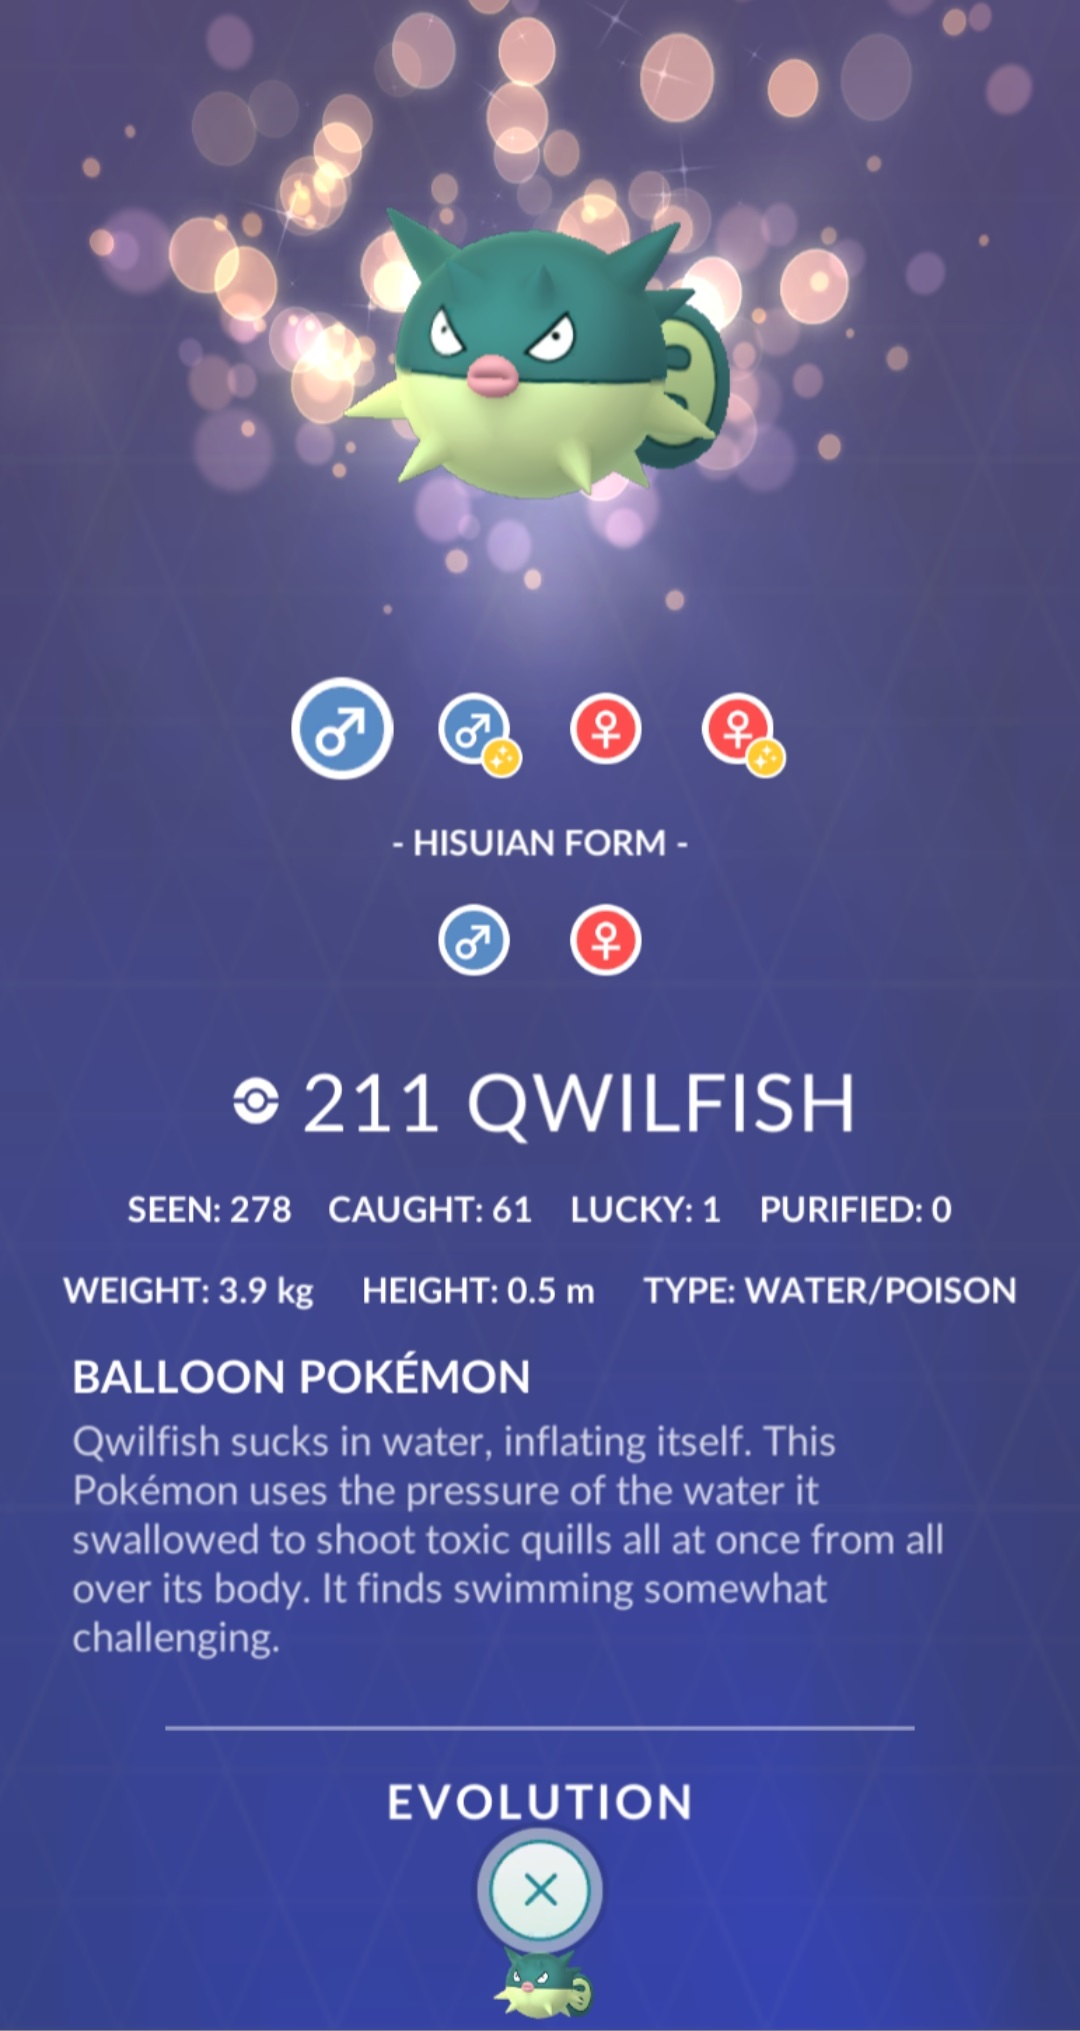 - HISUIAN FORM -
211 QWILFISH
SEEN: 278 CAUGHT: 61 LUCKY: 1 PURIFIED: 0
WEIGHT: 3.9 kg HEIGHT: 0.5 m TYPE: WATER/POISON
BALLOON POKÉMON
Qwilfish sucks in water, inflating itself. This
Pokémon uses the pressure of the water it
swallowed to shoot toxic quills all at once from all
over its body. It finds swimming somewhat
challenging.
EVOLUTION